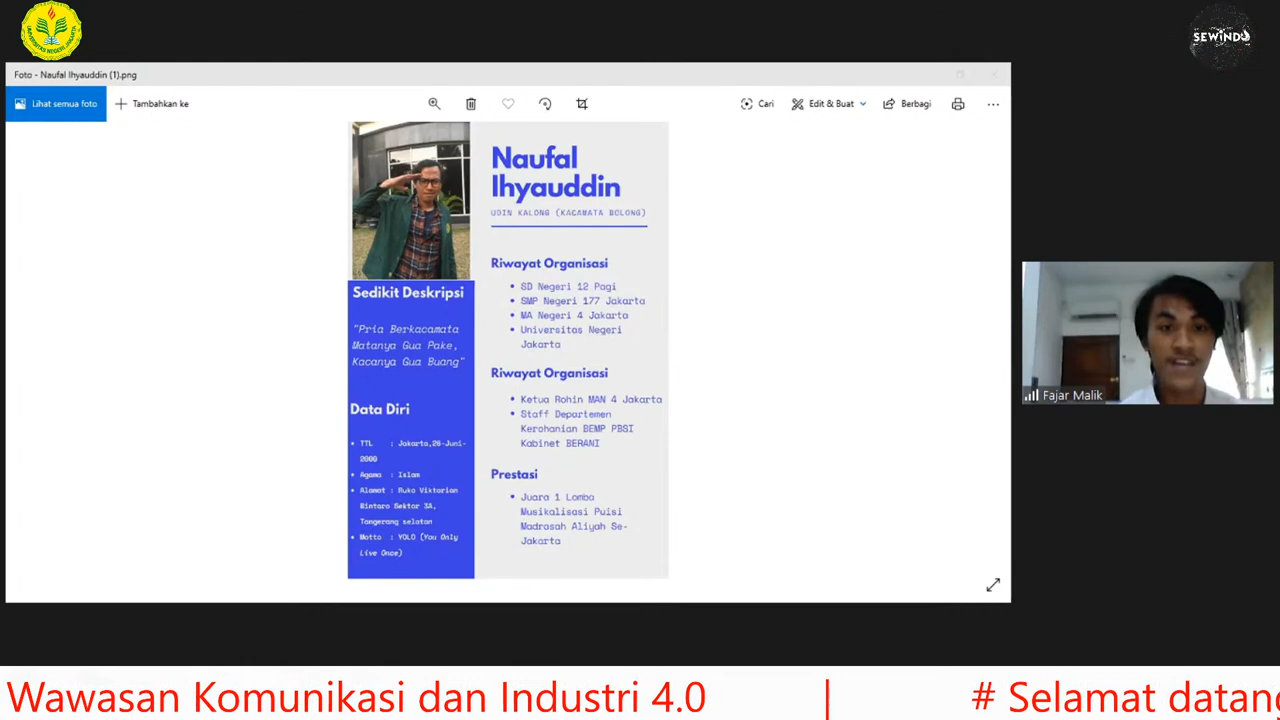 UNIVERSITAS NEGERI JAKARTA
SEWINDU
Foto - Naufal Ihyauddin (1).png
Lihat semua foto
Tambahkan ke
Cari
Edit & Buat
Berbagi
Naufal
Ihyauddin
UDIN KALONG (KACAMATA BOLONG)
Sedikit Deskripsi
"Pria Berkacamata
Matanya Gua Pake,
Kacanya Gua Buang"
Data Diri
• TTL : Jakarta,26-Juni-
2000
• Agama : Islam
• Alamat : Ruko Viktorian
Bintaro Sektor 3A,
Tangerang selatan
• Motto : YOLO (You Only
Live Once)
Riwayat Organisasi
• SD Negeri 12 Pagi
• SMP Negeri 177 Jakarta
• MA Negeri 4 Jakarta
• Universitas Negeri
Jakarta
Riwayat Organisasi
• Ketua Rohin MAN 4 Jakarta
• Staff Departemen
Kerohanian BEMP PBSI
Kabinet BERANI
Prestasi
• Juara 1 Lomba
Musikalisasi Puisi
Madrasah Aliyah Se-
Jakarta
Fajar Malik
Wawasan Komunikasi dan Industri 4.0 | # Selamat datang